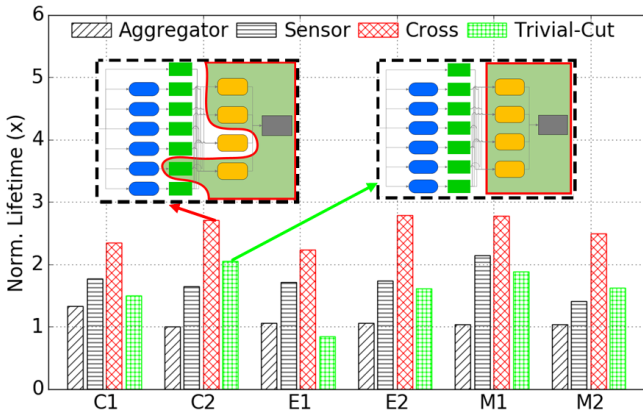 6
Aggregator Sensor Cross Trivial-Cut
5
4
3
2
1
0
Norm. Lifetime (x)
C1 C2 E1 E2 M1 M2